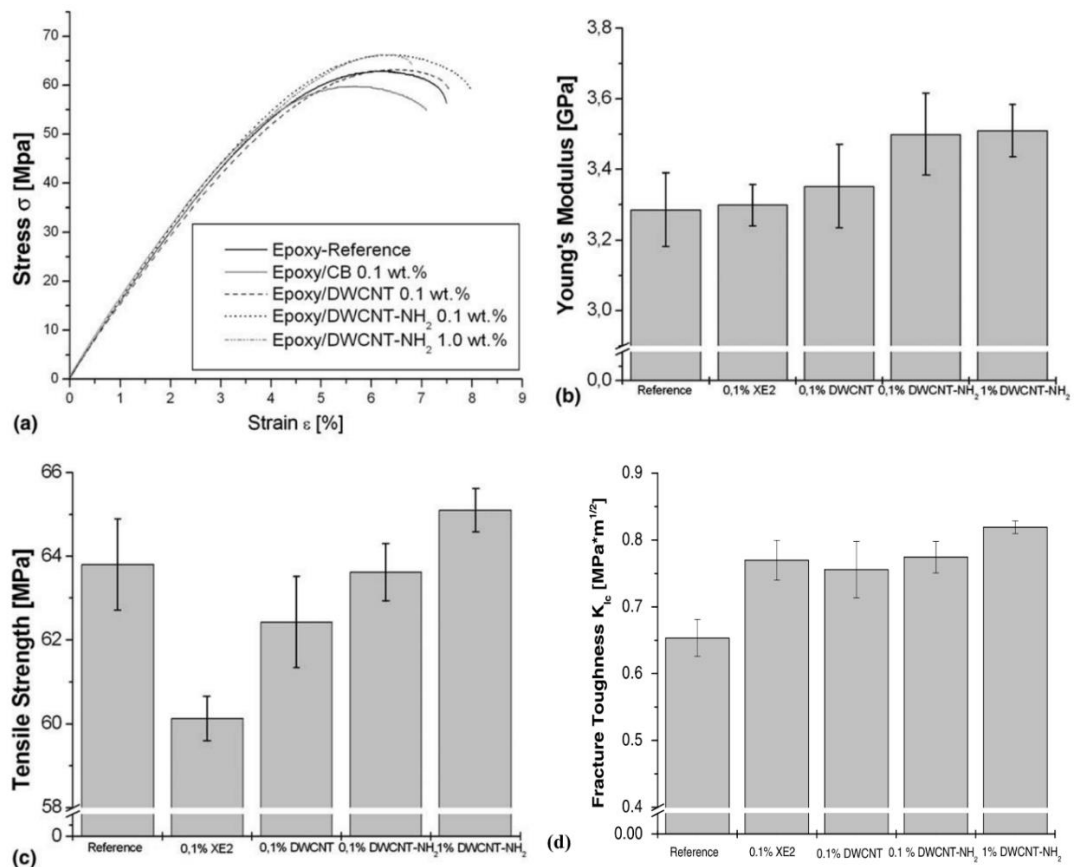 Stress σ [Mpa]
80
70
60
50
40
30
20
10
0
Epoxy-Reference
Epoxy/CB 0.1 wt.%
Epoxy/DWCNT 0.1 wt.%
Epoxy/DWCNT-NH₂ 0.1 wt.%
Epoxy/DWCNT-NH₂ 1.0 wt.%
0 1 2 3 4 5 6 7 8 9
(a) Strain ε [%]
Young's Modulus [GPa]
3,8
3,6
3,4
3,2
3,0
0,0
Reference 0,1% XE2 0,1% DWCNT 0,1% DWCNT-NH₂ 1% DWCNT-NH₂
(b)
Tensile Strength [MPa]
66
64
62
60
58
0
Reference 0,1% XE2 0,1% DWCNT 0,1% DWCNT-NH₂ 1% DWCNT-NH₂
(c)
Fracture Toughness K_Ic [MPa*m^1/2]
0.9
0.8
0.7
0.6
0.5
0.4
0.00
Reference 0.1% XE2 0.1% DWCNT 0.1% DWCNT-NH₂ 1% DWCNT-NH₂
(d)